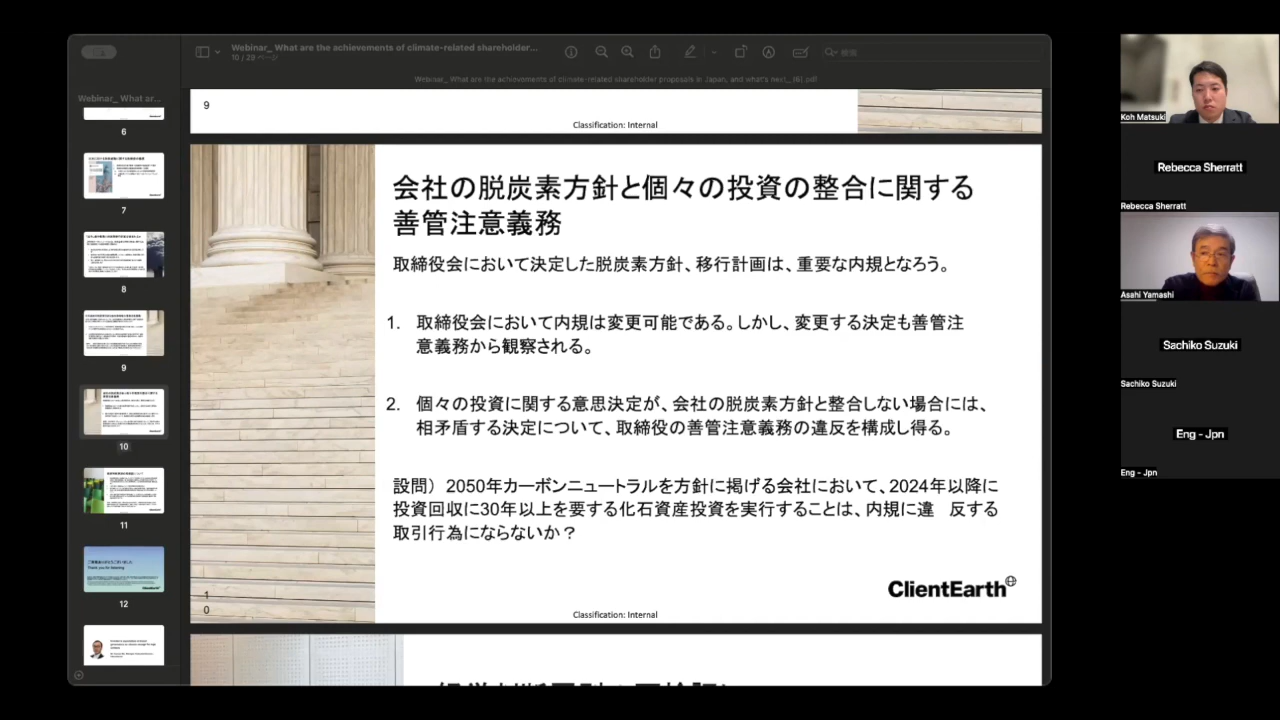 Webinar_ What are the achievements of climate-related shareholder...
10 / 29 ページ
検索
Webinar_ What are the achievements of climate-related shareholder proposals in Japan, and what's next_ (6).pdf
Webinar_ What ar...
6
7
8
9
10
11
12
9
Classification: Internal
会社の脱炭素方針と個々の投資の整合に関する
善管注意義務
取締役会において決定した脱炭素方針、移行計画は、重要な内規となろう。
1. 取締役会において内規は変更可能である。しかし、変更する決定も善管注
意義務から観察される。
2. 個々の投資に関する意思決定が、会社の脱炭素方針と整合しない場合には、
相矛盾する決定について、取締役の善管注意義務の違反を構成し得る。
設問） 2050年カーボンニュートラルを方針に掲げる会社において、2024年以降に
投資回収に30年以上を要する化石資産投資を実行することは、内規に違 反する
取引行為にならないか？
ClientEarth
1
0
Classification: Internal
Koh Matsuki
Rebecca Sherratt
Rebecca Sherratt
Asahi Yamashi
Sachiko Suzuki
Sachiko Suzuki
Eng - Jpn
Eng - Jpn